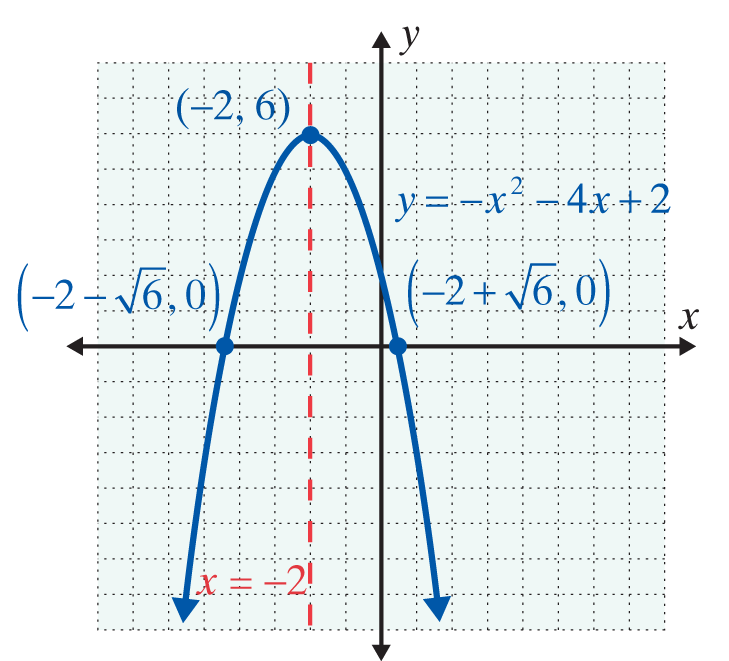 y
(−2, 6)
y = −x² − 4x + 2
(−2 − √6, 0)
(−2 + √6, 0)
x
x = −2